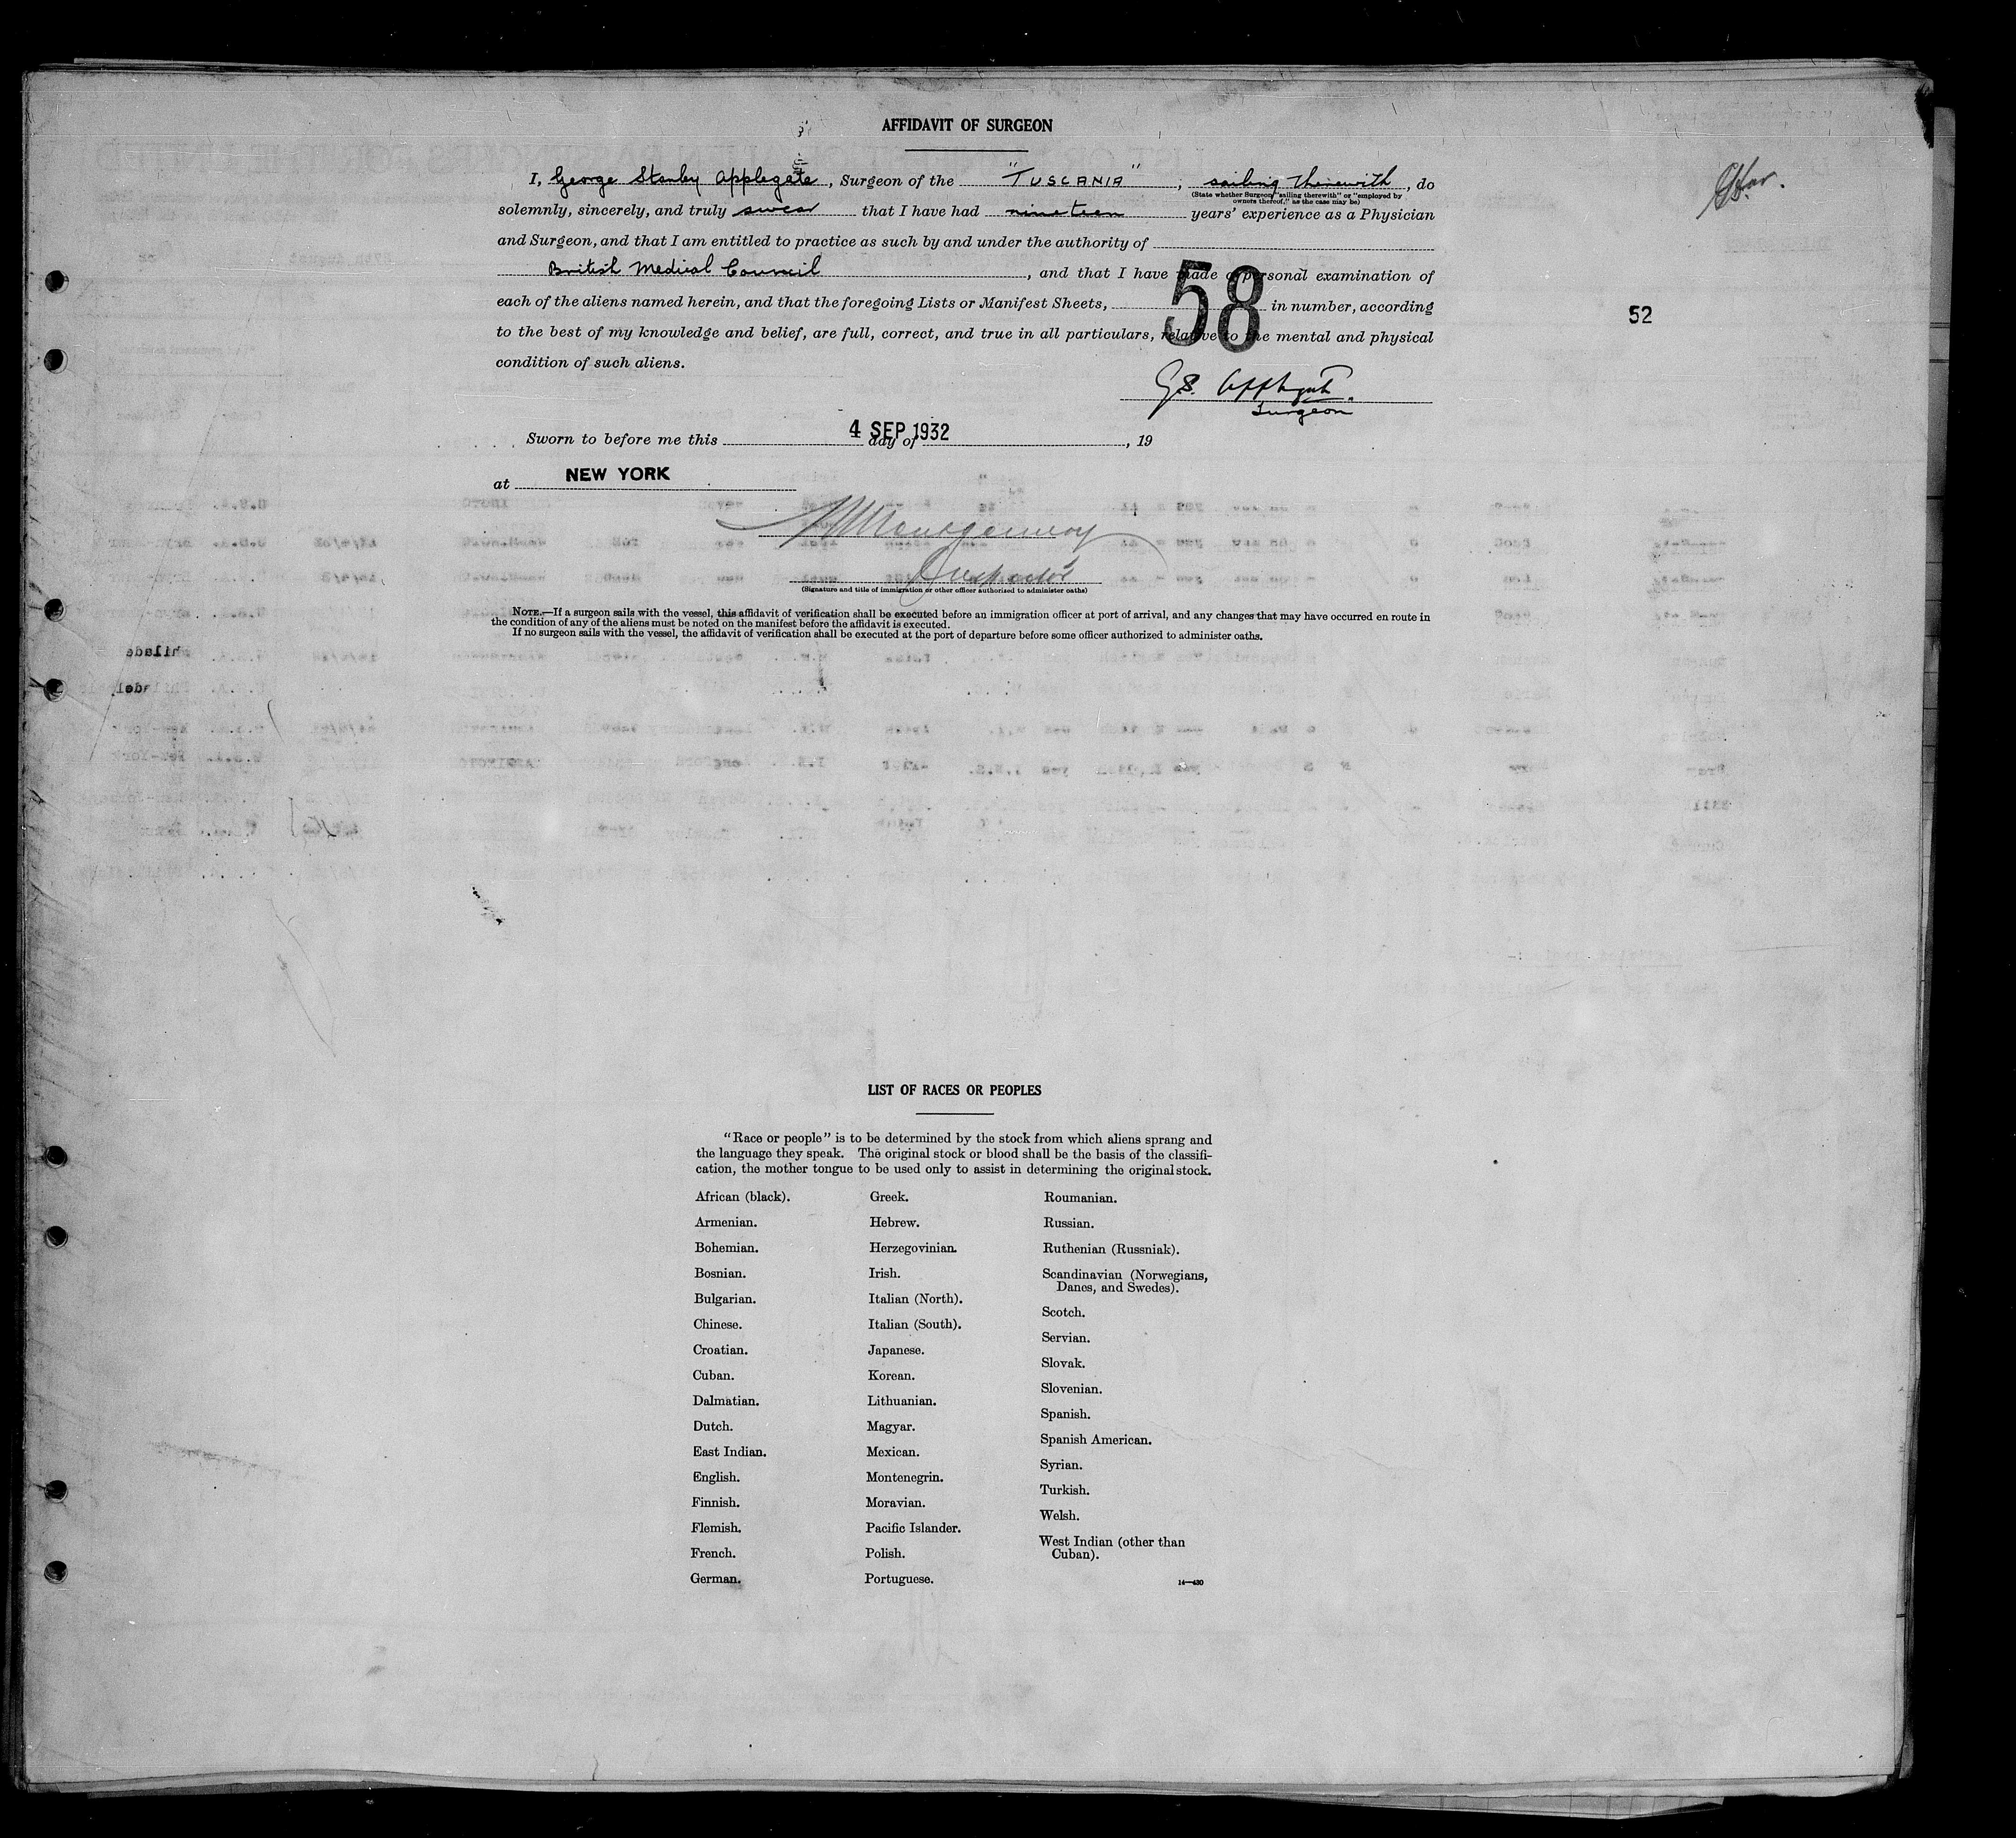 AFFIDAVIT OF SURGEON
I, George Stanley Applegate, Surgeon of the "TUSCANIA", sailing therewith, do
(State whether Surgeon "sailing therewith" or "employed by
owners thereof," as the case may be)
solemnly, sincerely, and truly swear that I have had nineteen years' experience as a Physician
and Surgeon, and that I am entitled to practice as such by and under the authority of
British Medical Council, and that I have made a personal examination of
each of the aliens named herein, and that the foregoing Lists or Manifest Sheets, 58 in number, according
52
to the best of my knowledge and belief, are full, correct, and true in all particulars, relative to the mental and physical
condition of such aliens.
G.S. Applegate.
Surgeon
Sworn to before me this 4 SEP 1932 day of , 19
at NEW YORK
Montgomery
Inspector
(Signature and title of immigration or other officer authorized to administer oaths)
NOTE.—If a surgeon sails with the vessel, this affidavit of verification shall be executed before an immigration officer at port of arrival, and any changes that may have occurred en route in
the condition of any of the aliens must be noted on the manifest before the affidavit is executed.
If no surgeon sails with the vessel, the affidavit of verification shall be executed at the port of departure before some officer authorized to administer oaths.
LIST OF RACES OR PEOPLES
"Race or people" is to be determined by the stock from which aliens sprang and
the language they speak. The original stock or blood shall be the basis of the classifi-
cation, the mother tongue to be used only to assist in determining the original stock.
African (black).
Armenian.
Bohemian.
Bosnian.
Bulgarian.
Chinese.
Croatian.
Cuban.
Dalmatian.
Dutch.
East Indian.
English.
Finnish.
Flemish.
French.
German.
Greek.
Hebrew.
Herzegovinian.
Irish.
Italian (North).
Italian (South).
Japanese.
Korean.
Lithuanian.
Magyar.
Mexican.
Montenegrin.
Moravian.
Pacific Islander.
Polish.
Portuguese.
Roumanian.
Russian.
Ruthenian (Russniak).
Scandinavian (Norwegians,
Danes, and Swedes).
Scotch.
Servian.
Slovak.
Slovenian.
Spanish.
Spanish American.
Syrian.
Turkish.
Welsh.
West Indian (other than
Cuban).
14—430